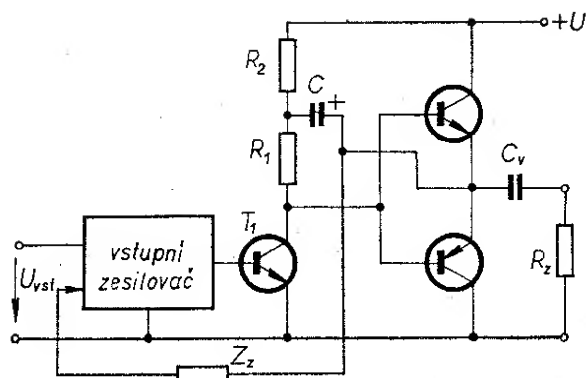 +U
R2
C
+
R1
Cv
T1
vstupní
zesilovač
Uvst
Rz
Zz